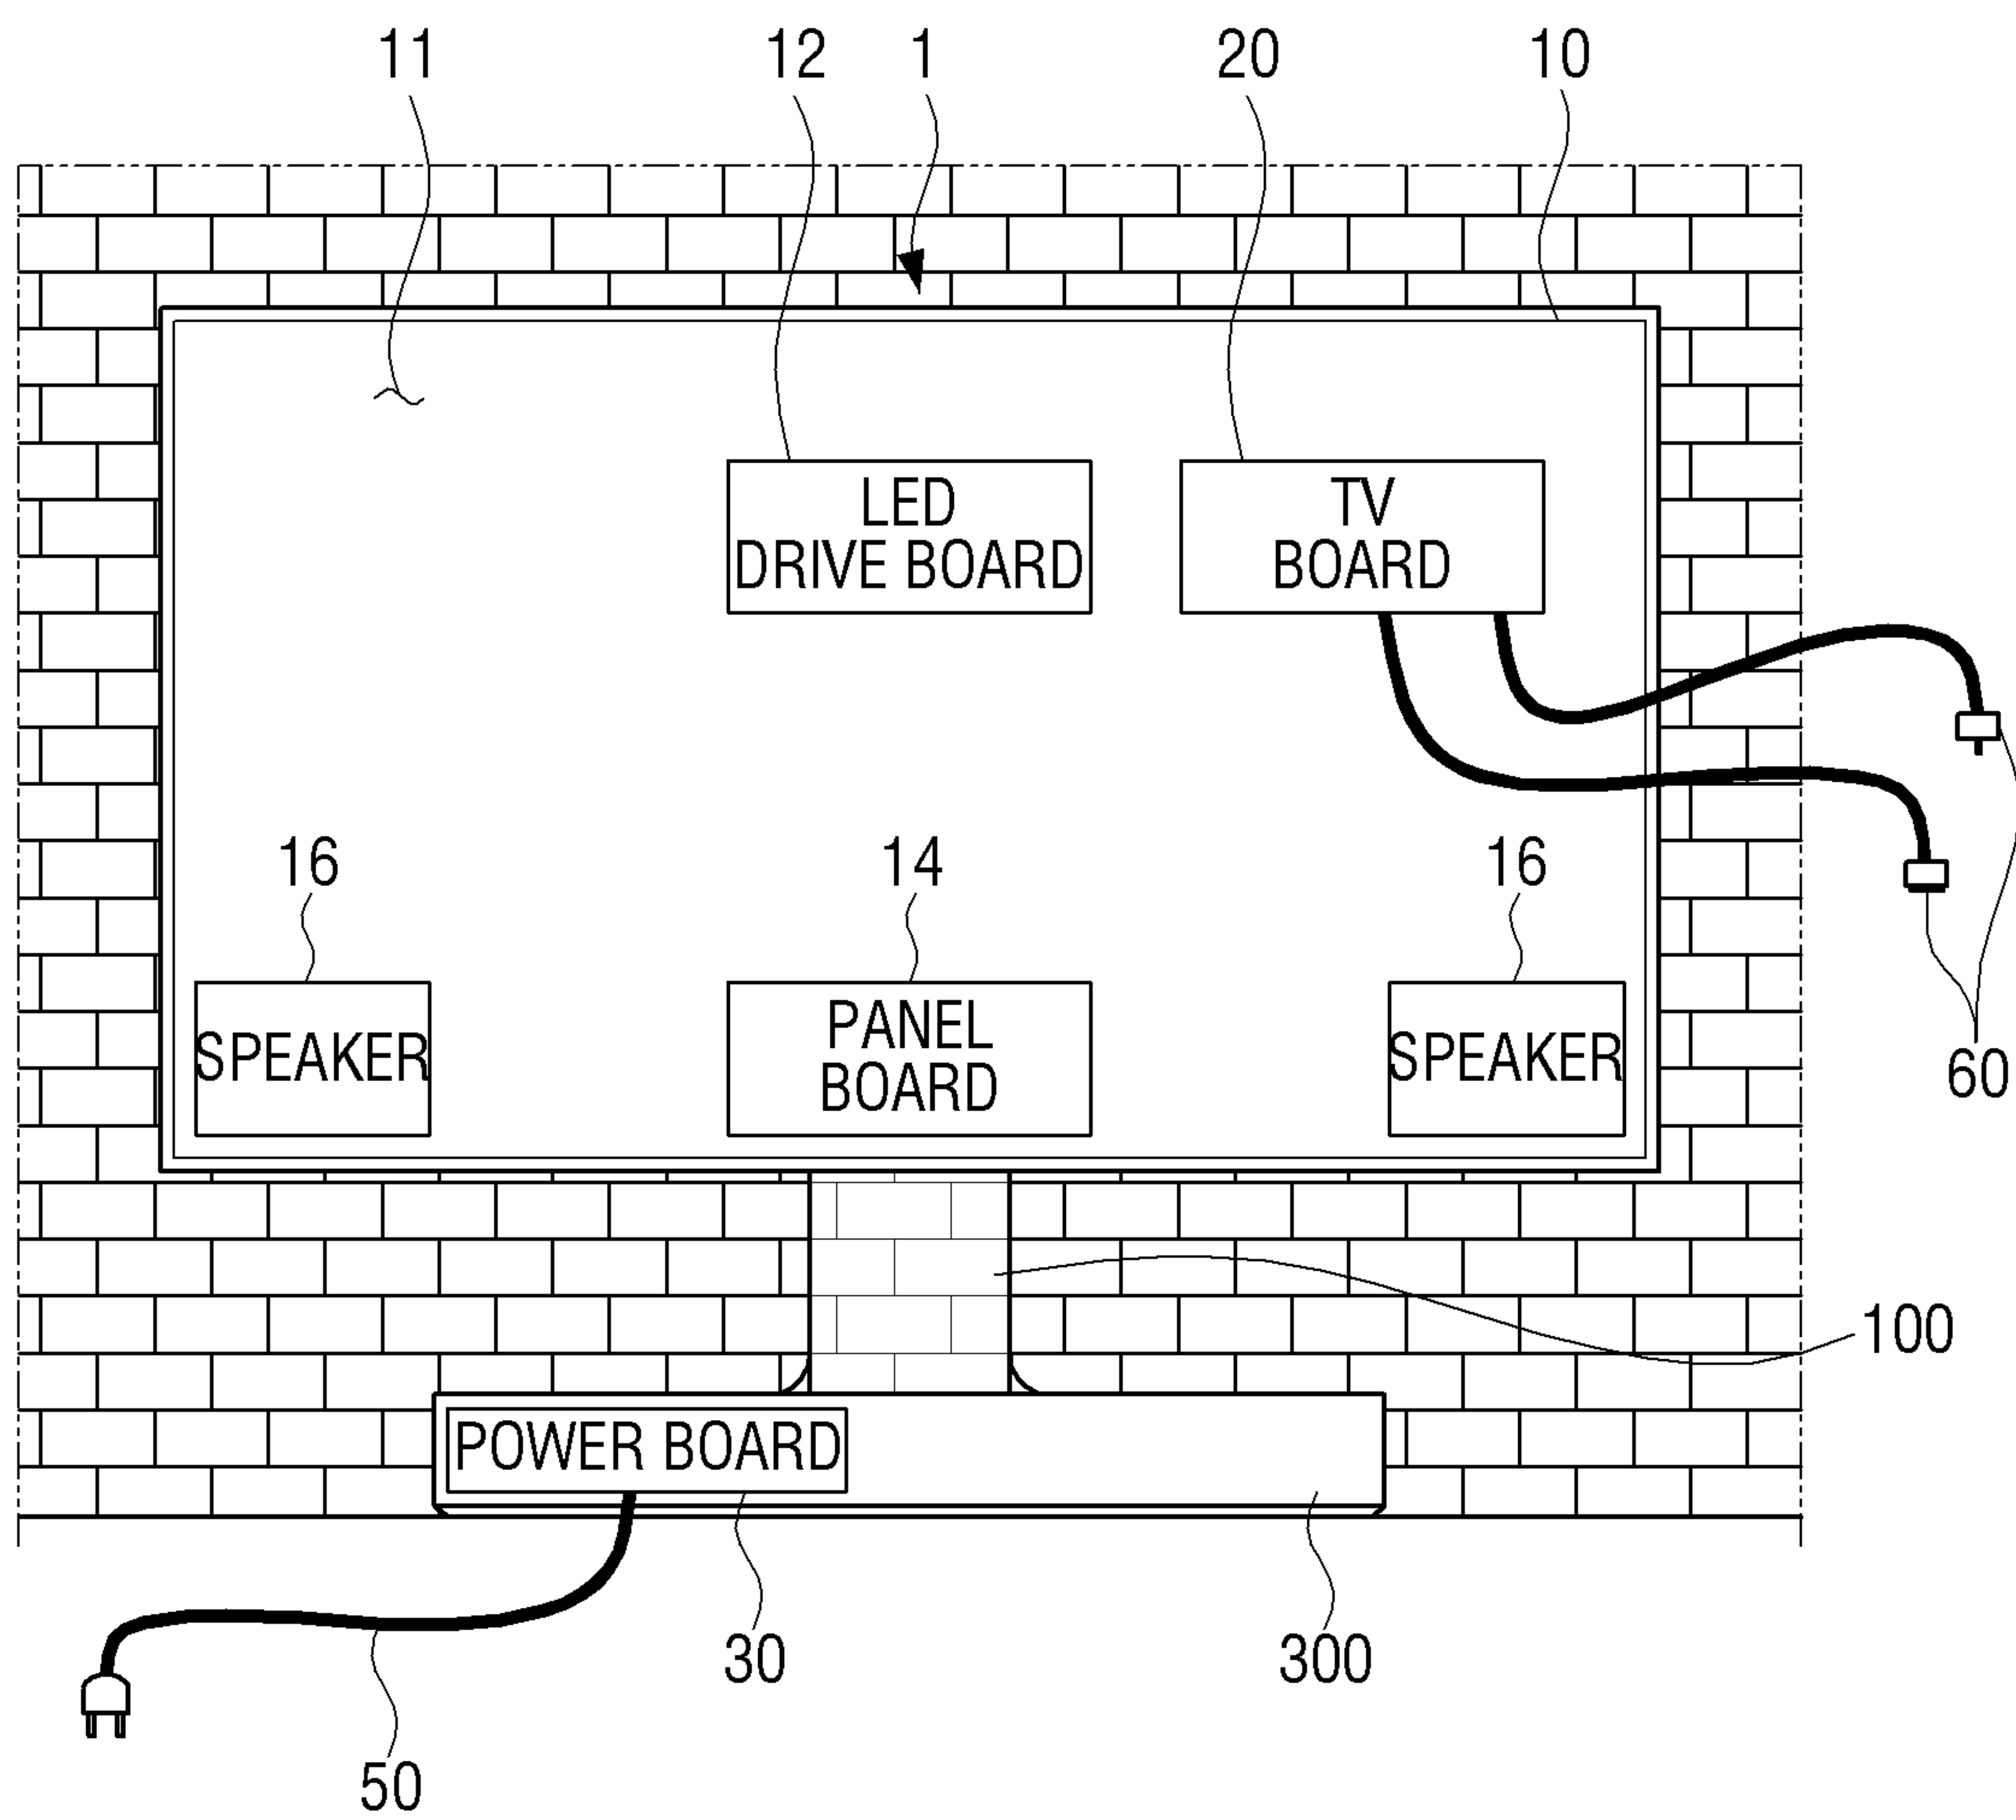 11
12
1
20
10
LED
DRIVE BOARD
TV
BOARD
16
14
16
SPEAKER
PANEL
BOARD
SPEAKER
60
100
POWER BOARD
30
300
50